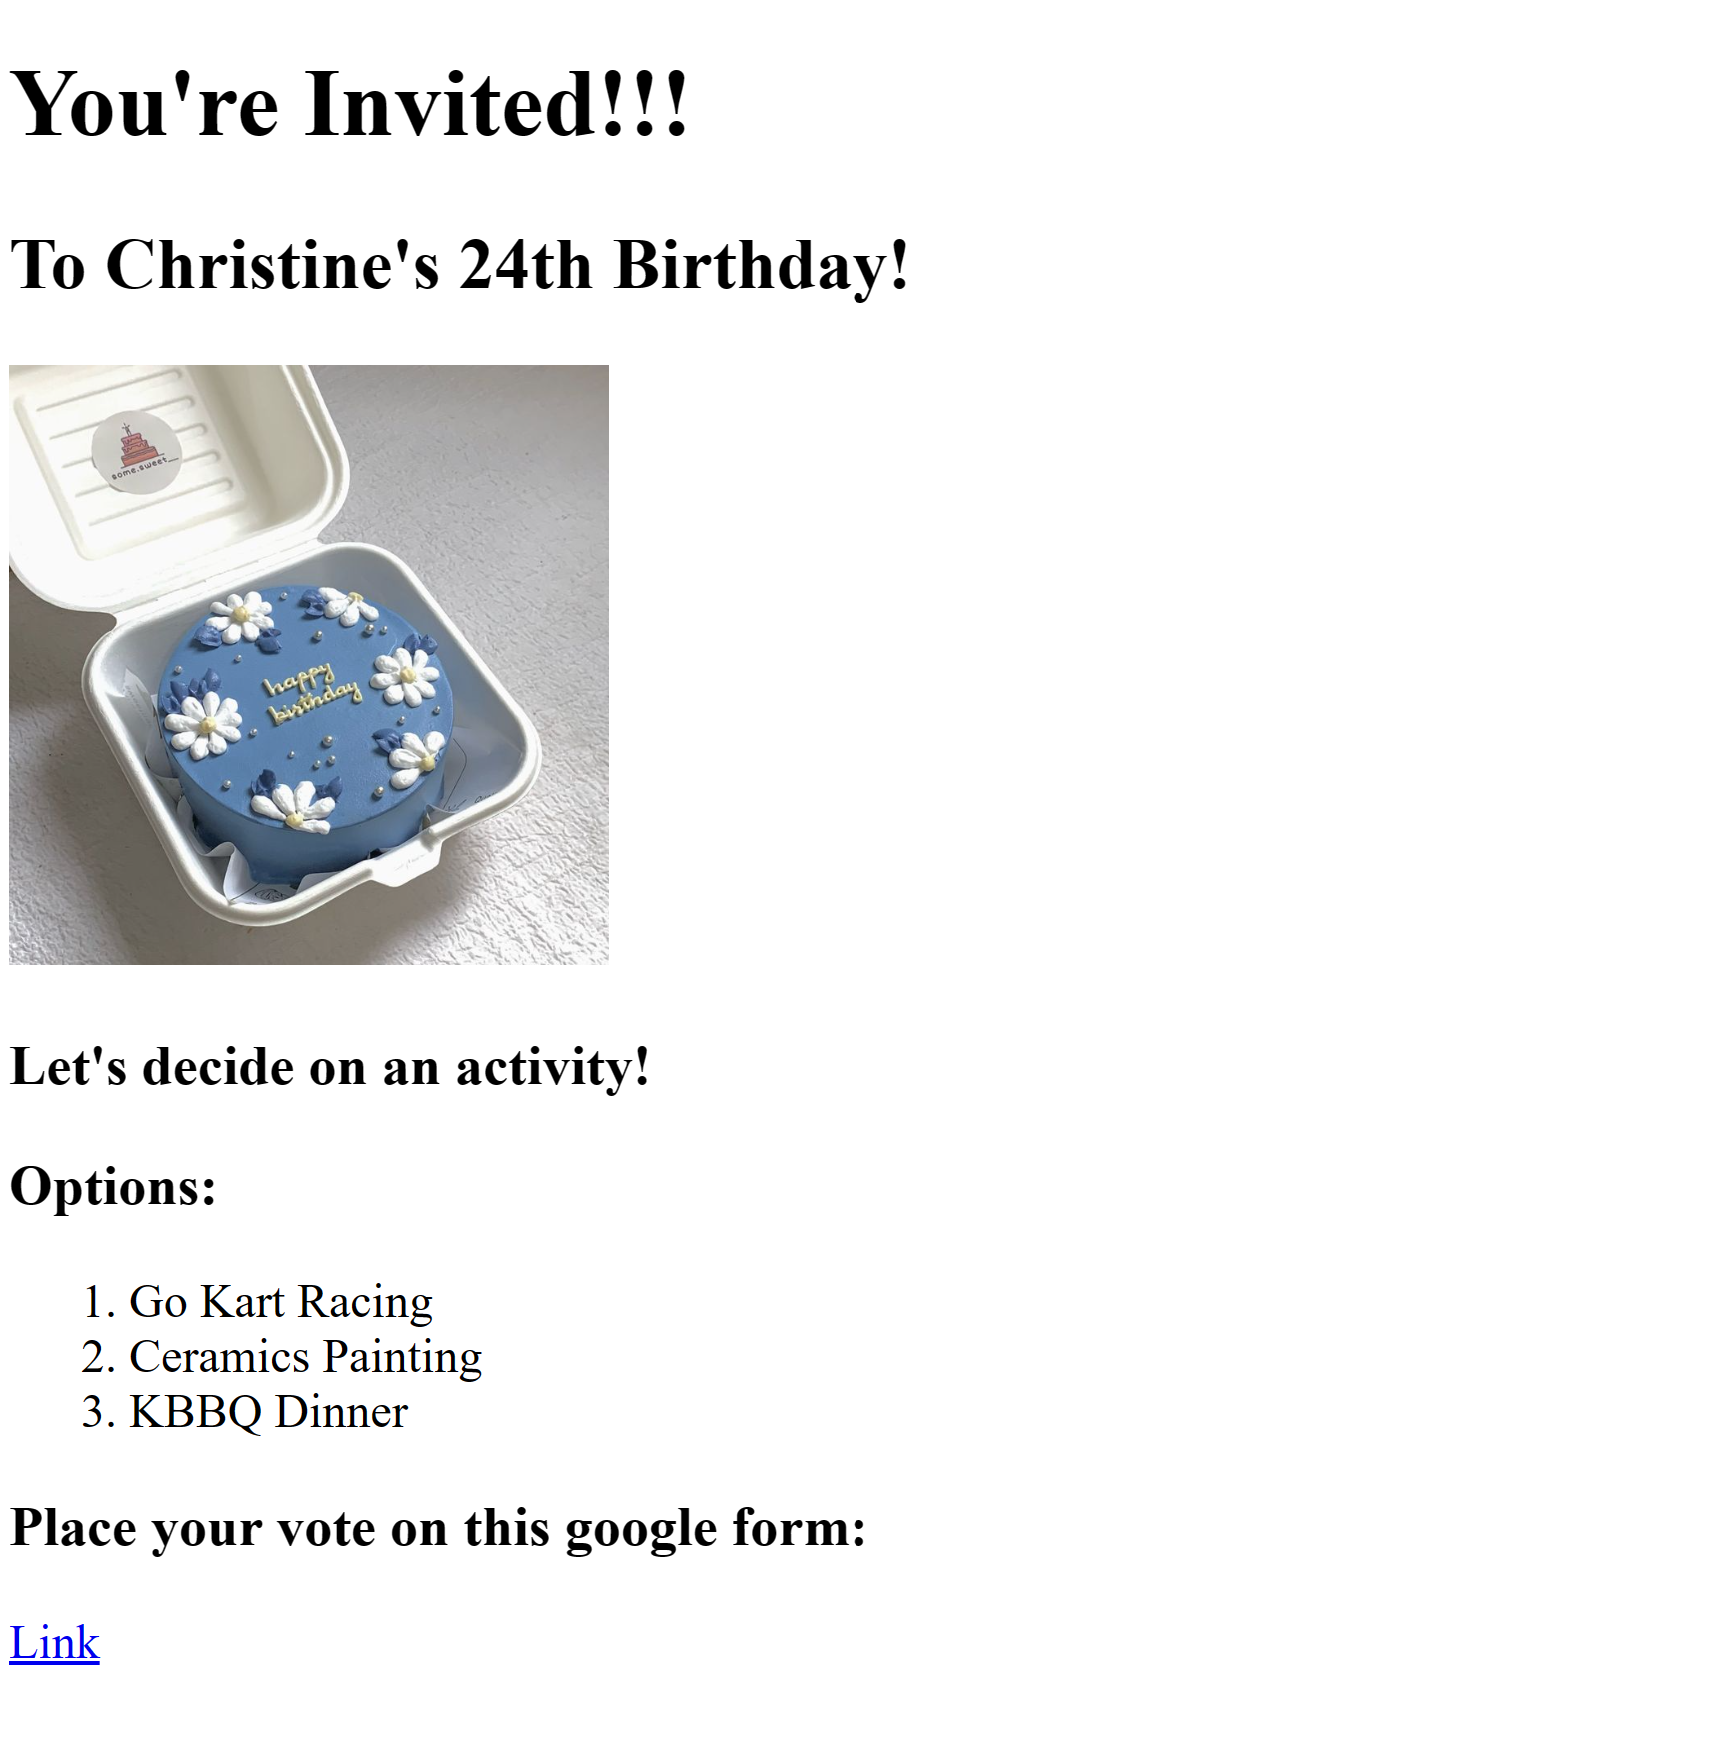 You're Invited!!!
To Christine's 24th Birthday!
some.sweet__
happy
birthday
Let's decide on an activity!
Options:
1. Go Kart Racing
2. Ceramics Painting
3. KBBQ Dinner
Place your vote on this google form:
Link